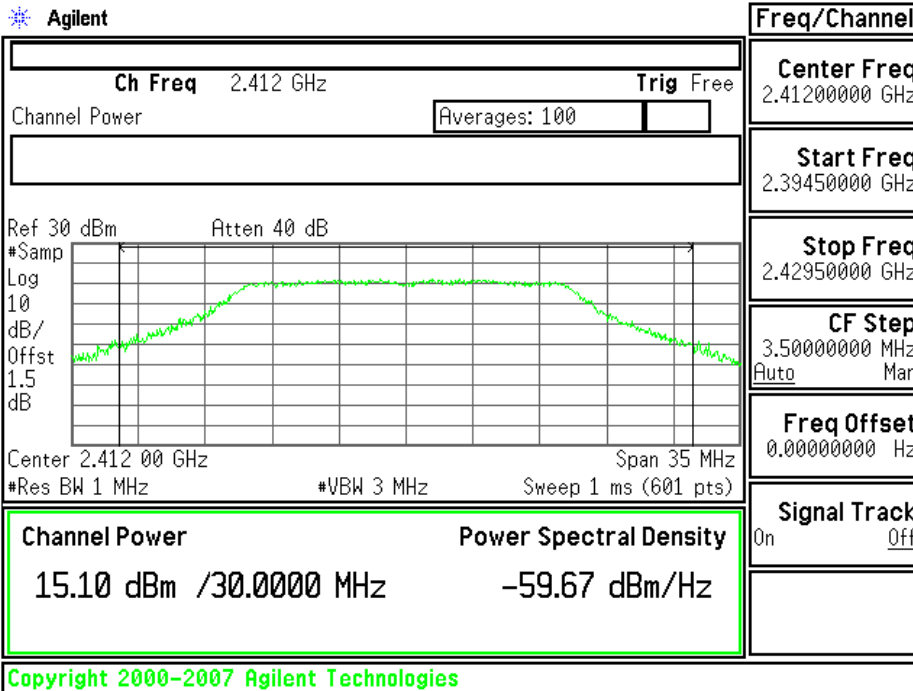 Agilent
Freq/Channel
Ch Freq 2.412 GHz Trig Free
Channel Power Averages: 100
Center Freq
2.41200000 GHz
Start Freq
2.39450000 GHz
Stop Freq
2.42950000 GHz
CF Step
3.50000000 MHz
Auto Man
Freq Offset
0.00000000 Hz
Signal Track
On Off
Ref 30 dBm Atten 40 dB
#Samp
Log
10
dB/
Offst
1.5
dB
Center 2.412 00 GHz Span 35 MHz
#Res BW 1 MHz #VBW 3 MHz Sweep 1 ms (601 pts)
Channel Power Power Spectral Density
15.10 dBm /30.0000 MHz -59.67 dBm/Hz
Copyright 2000-2007 Agilent Technologies